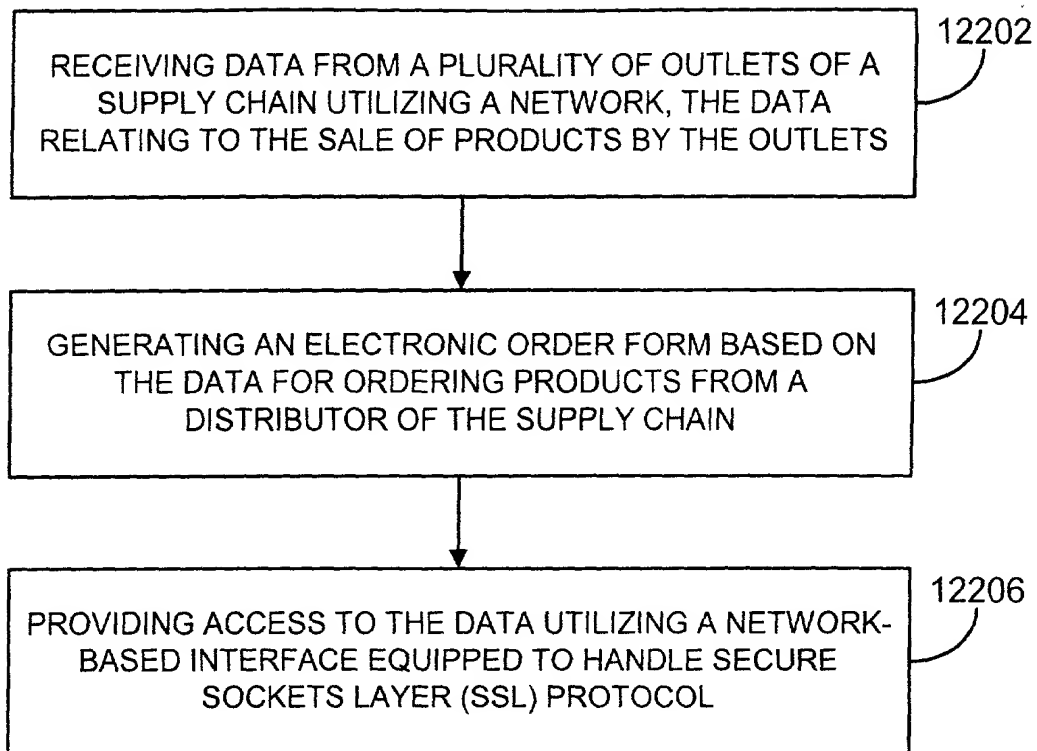 12202
RECEIVING DATA FROM A PLURALITY OF OUTLETS OF A
SUPPLY CHAIN UTILIZING A NETWORK, THE DATA
RELATING TO THE SALE OF PRODUCTS BY THE OUTLETS
12204
GENERATING AN ELECTRONIC ORDER FORM BASED ON
THE DATA FOR ORDERING PRODUCTS FROM A
DISTRIBUTOR OF THE SUPPLY CHAIN
12206
PROVIDING ACCESS TO THE DATA UTILIZING A NETWORK-
BASED INTERFACE EQUIPPED TO HANDLE SECURE
SOCKETS LAYER (SSL) PROTOCOL